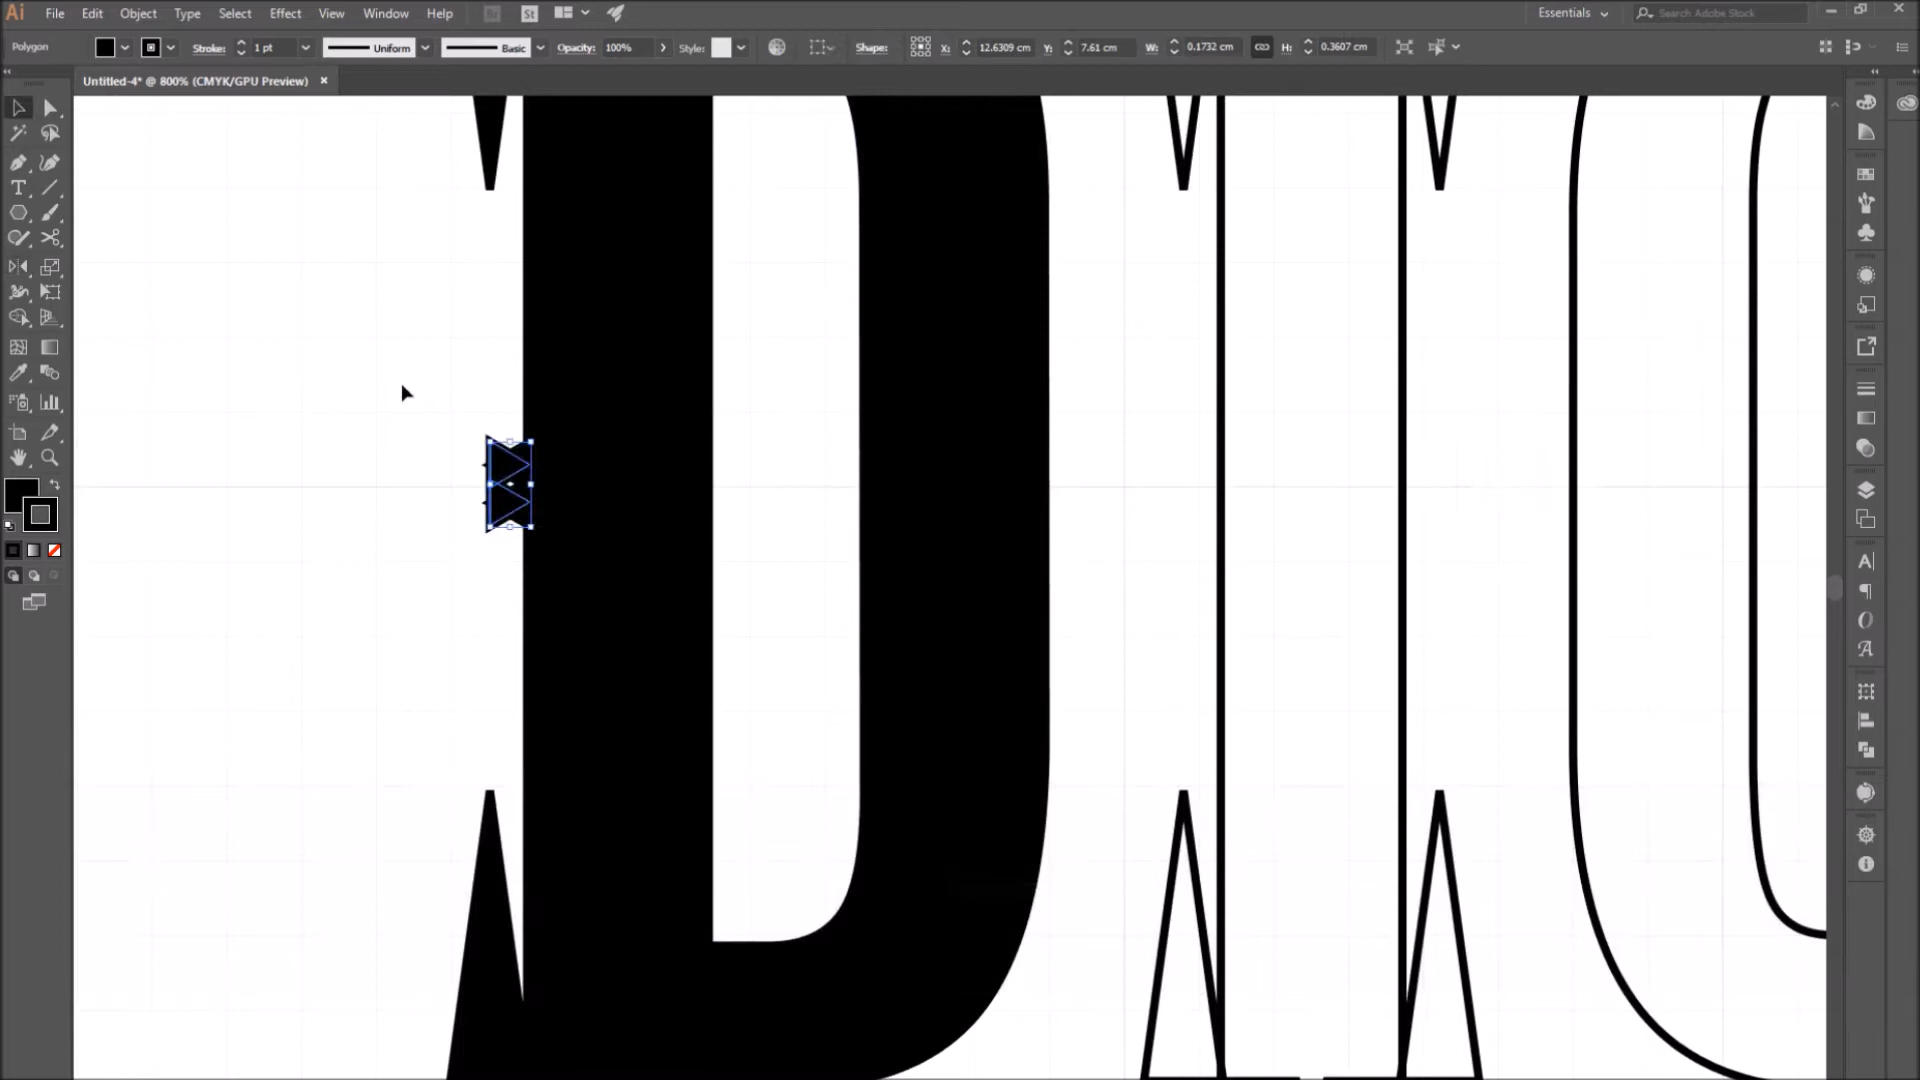 Ai File Edit Object Type Select Effect View Window Help Br St Essentials Search Adobe Stock
Polygon Stroke: 1 pt Uniform Basic Opacity: 100% Style: Shape: X: 12.6309 cm Y: 7.61 cm W: 0.1732 cm H: 0.3607 cm
Untitled-4* @ 800% (CMYK/GPU Preview) ×